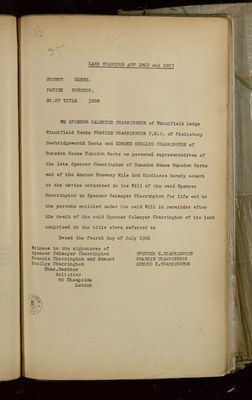 LAND TRANSFER ACT 1862 and 1897
COUNTY HERTS.
PARISH HUNSDON.
NO.OF TITLE
WE SPENCER CALMEYER CHARRINGTON of Winchfield Lodge
Winchfield Hants FRANCIS CHARRINGTON of Pishiobury
Sawbridgeworth Herts and EDMUND KNOLLYS CHARRINGTON of
Hunsdon House Hunsdon Herts as personal representatives of
the late Spencer Charrington of Hunsdon House Hunsdon Herts
and of the Anchor Brewery Mile End Middlesex hereby assent
to the devise contained in the Will of the said Spencer
Charrington to Spencer Calmeyer Charrington for life and to
the persons entitled under the said Will in remainder after
the death of the said Spencer Calmeyer Charrington of the land
comprised in the title above referred to
Dated the fourth day of July 1906
Witness to the signatures of
Spencer Calmeyer Charrington SPENCER C.CHARRINGTON
Francis Charrington and Edmund FRANCIS CHARRINGTON
Knollys Charrington EDMUND K.CHARRINGTON
Chas.Gardner
Solicitor
Cheapside
London